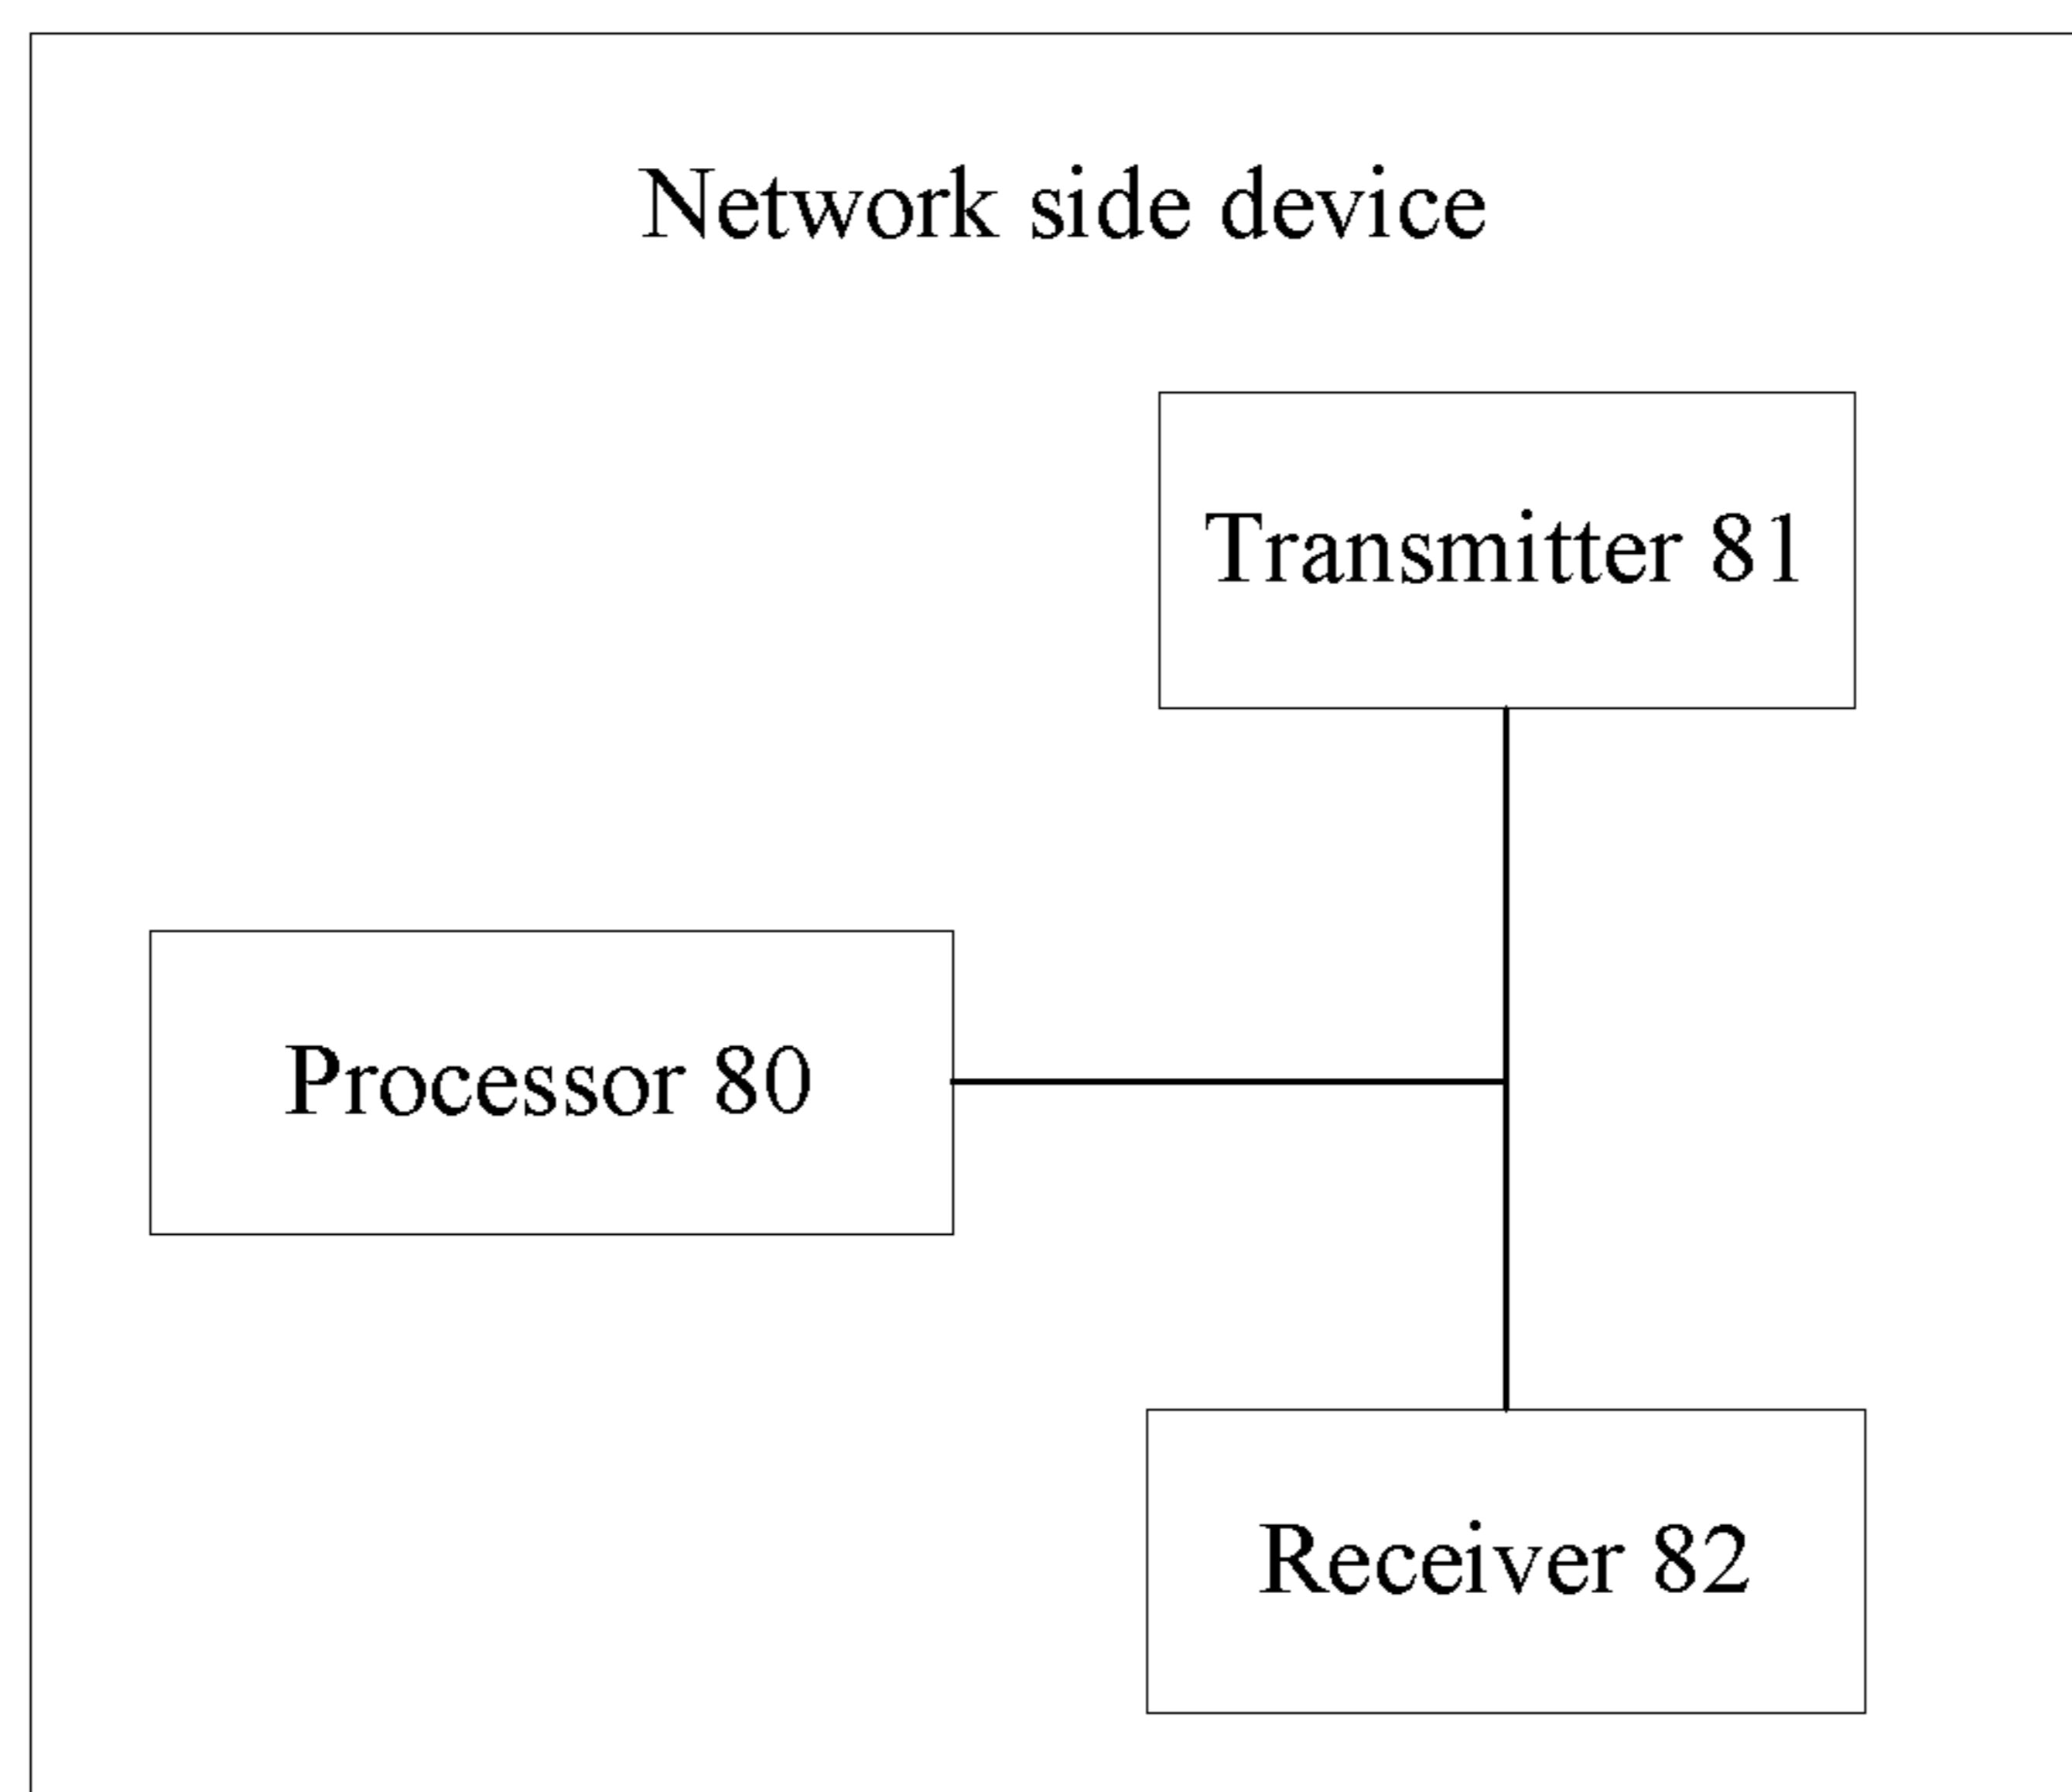 Network side device
Transmitter 81
Processor 80
Receiver 82